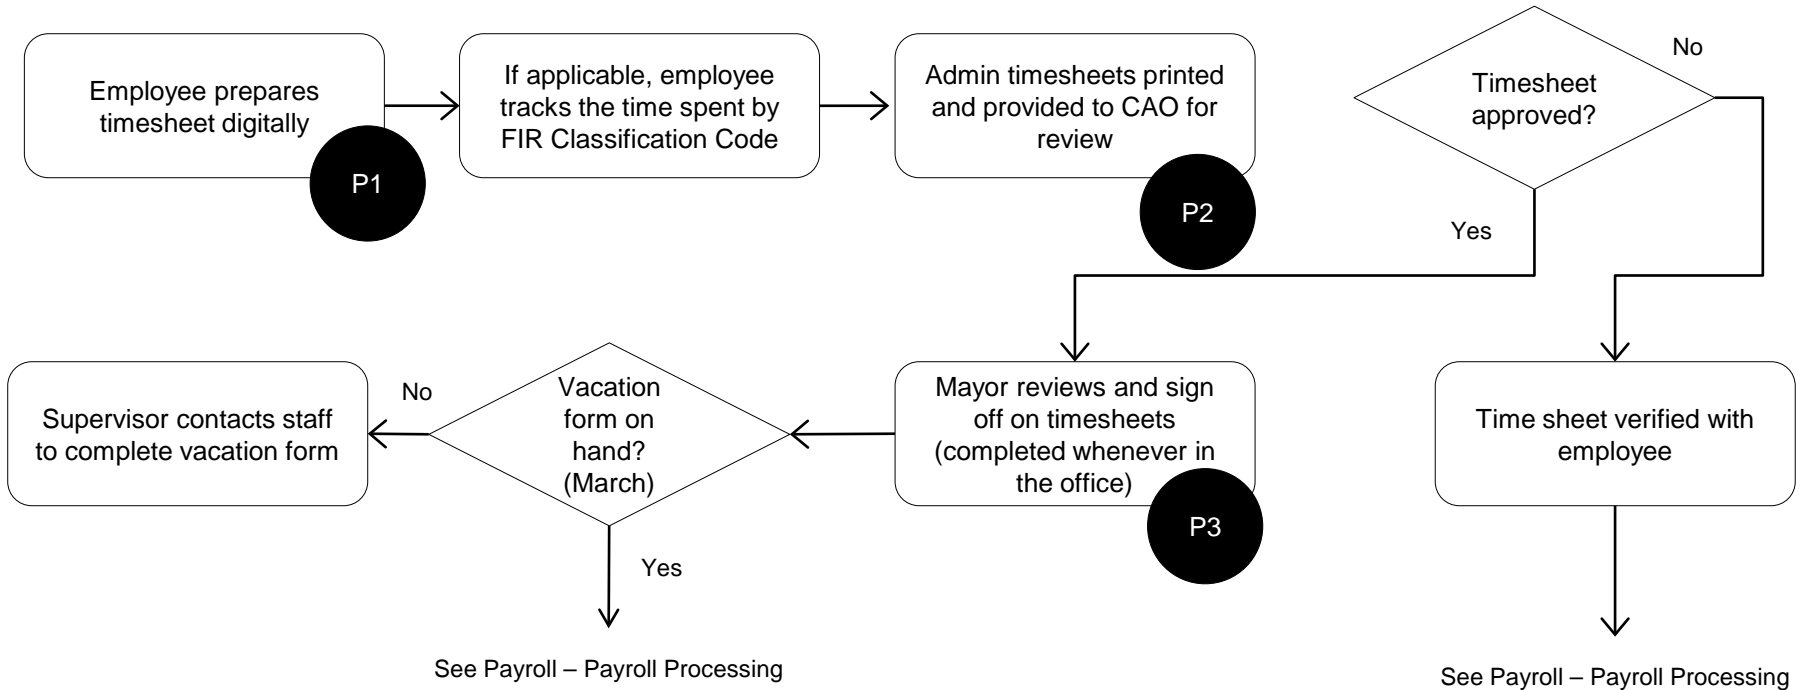 Employee prepares
timesheet digitally
P1
If applicable, employee
tracks the time spent by
FIR Classification Code
Admin timesheets printed
and provided to CAO for
review
P2
Timesheet
approved?
No
Yes
Supervisor contacts staff
to complete vacation form
No
Vacation
form on
hand?
(March)
Yes
Mayor reviews and sign
off on timesheets
(completed whenever in
the office)
P3
Time sheet verified with
employee
See Payroll – Payroll Processing
See Payroll – Payroll Processing